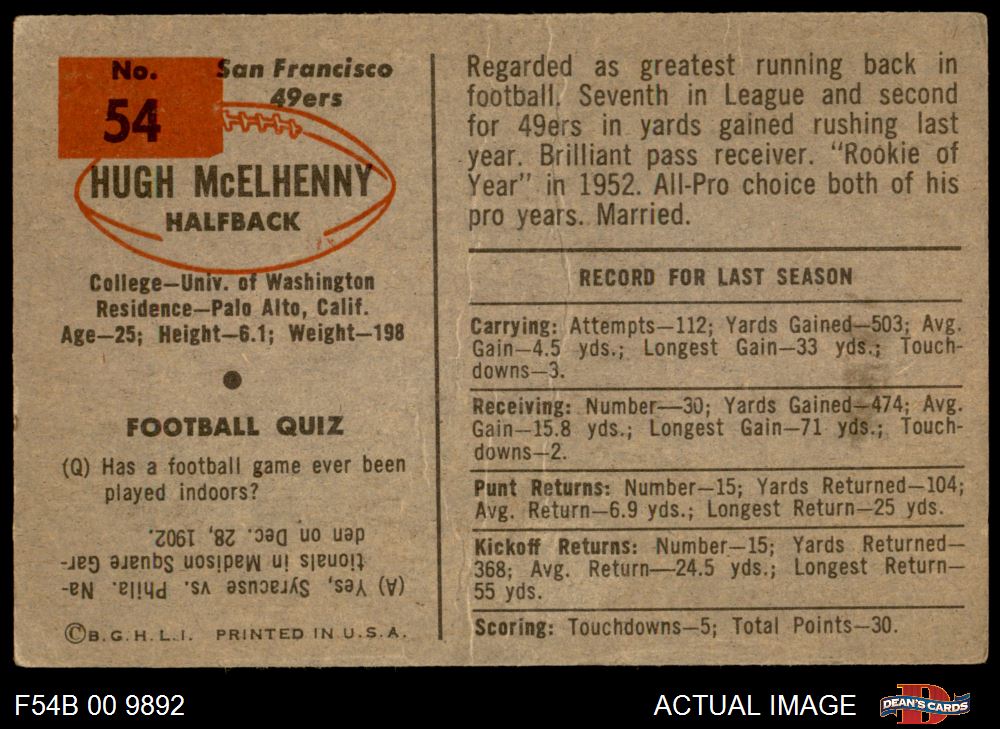 No.
54
San Francisco
49ers
HUGH McELHENNY
HALFBACK
College—Univ. of Washington
Residence—Palo Alto, Calif.
Age—25; Height—6.1; Weight—198
FOOTBALL QUIZ
(Q) Has a football game ever been
played indoors?
(A) Yes, Syracuse vs. Phila. Na-
tionals in Madison Square Gar-
den on Dec. 28, 1902.
©B.G.H.L.I. PRINTED IN U.S.A.
Regarded as greatest running back in
football. Seventh in League and second
for 49ers in yards gained rushing last
year. Brilliant pass receiver. "Rookie of
Year" in 1952. All-Pro choice both of his
pro years. Married.
RECORD FOR LAST SEASON
Carrying: Attempts—112; Yards Gained—503; Avg.
Gain—4.5 yds.; Longest Gain—33 yds.; Touch-
downs—3.
Receiving: Number—30; Yards Gained—474; Avg.
Gain—15.8 yds.; Longest Gain—71 yds.; Touch-
downs—2.
Punt Returns: Number—15; Yards Returned—104;
Avg. Return—6.9 yds.; Longest Return—25 yds.
Kickoff Returns: Number—15; Yards Returned—
368; Avg. Return—24.5 yds.; Longest Return—
55 yds.
Scoring: Touchdowns—5; Total Points—30.
F54B 00 9892
ACTUAL IMAGE
D
DEAN'S CARDS